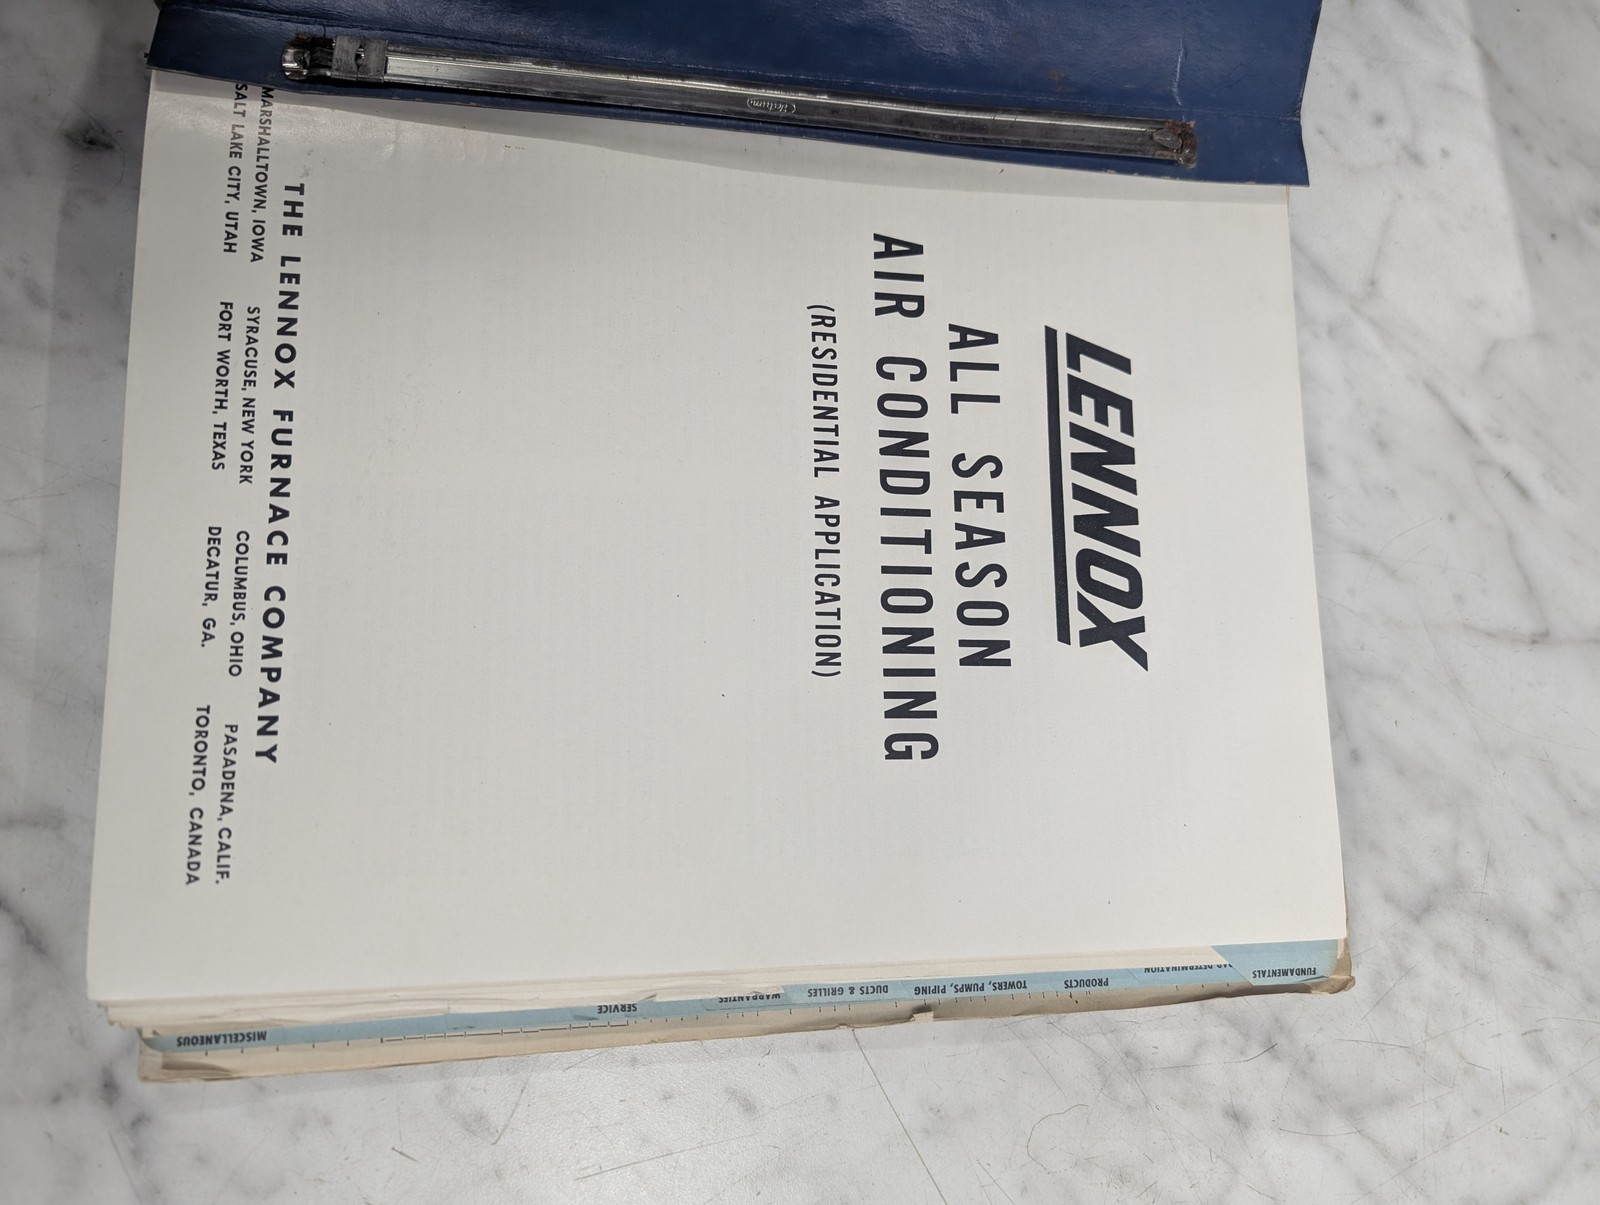 LENNOX
ALL SEASON
AIR CONDITIONING
(RESIDENTIAL APPLICATION)
THE LENNOX FURNACE COMPANY
MARSHALLTOWN, IOWA SYRACUSE, NEW YORK COLUMBUS, OHIO PASADENA, CALIF.
SALT LAKE CITY, UTAH FORT WORTH, TEXAS DECATUR, GA. TORONTO, CANADA
FUNDAMENTALS
DETERMINATION
PRODUCTS
TOWERS, PUMPS, PIPING
DUCTS & GRILLES
WARRANTIES
SERVICE
MISCELLANEOUS